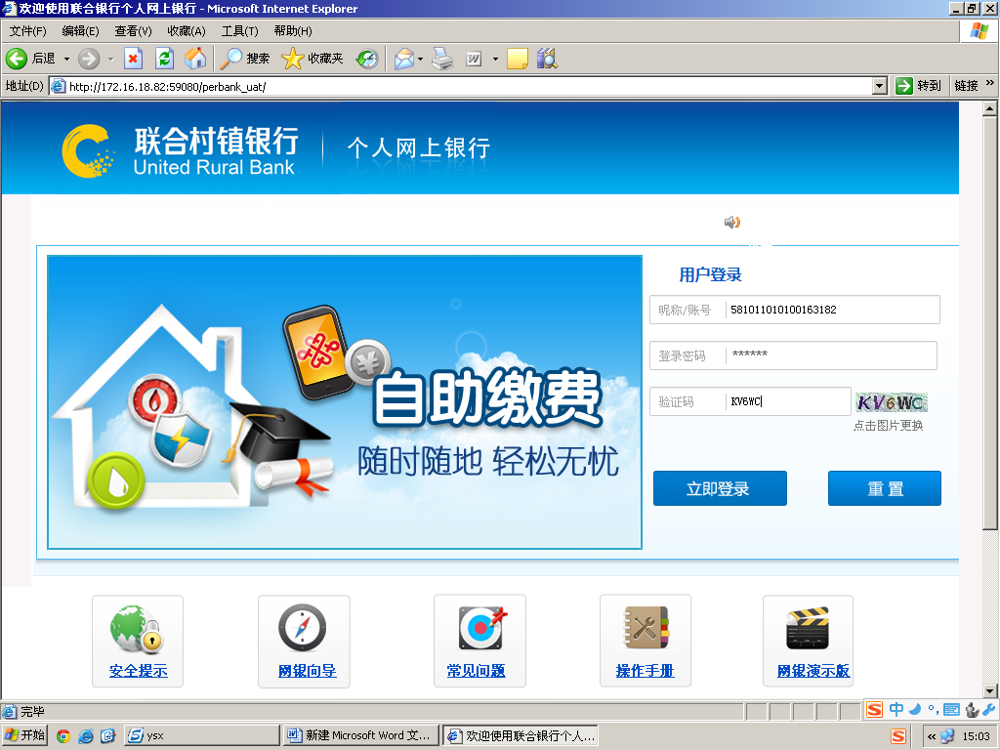 欢迎使用联合银行个人网上银行 - Microsoft Internet Explorer
文件(F) 编辑(E) 查看(V) 收藏(A) 工具(T) 帮助(H)
后退 搜索 收藏夹
地址(D) http://172.16.18.82:59080/perbank_uat/ 转到 链接 »
联合村镇银行 个人网上银行
United Rural Bank
用户登录
昵称/账号 581011010100163182
登录密码 ******
验证码 KV6WC KV6WC
点击图片更换
立即登录 重 置
自助缴费
随时随地 轻松无忧
安全提示 网银向导 常见问题 操作手册 网银演示版
完毕
中
开始 ysx 新建 Microsoft Word 文... 欢迎使用联合银行个人... « 15:03